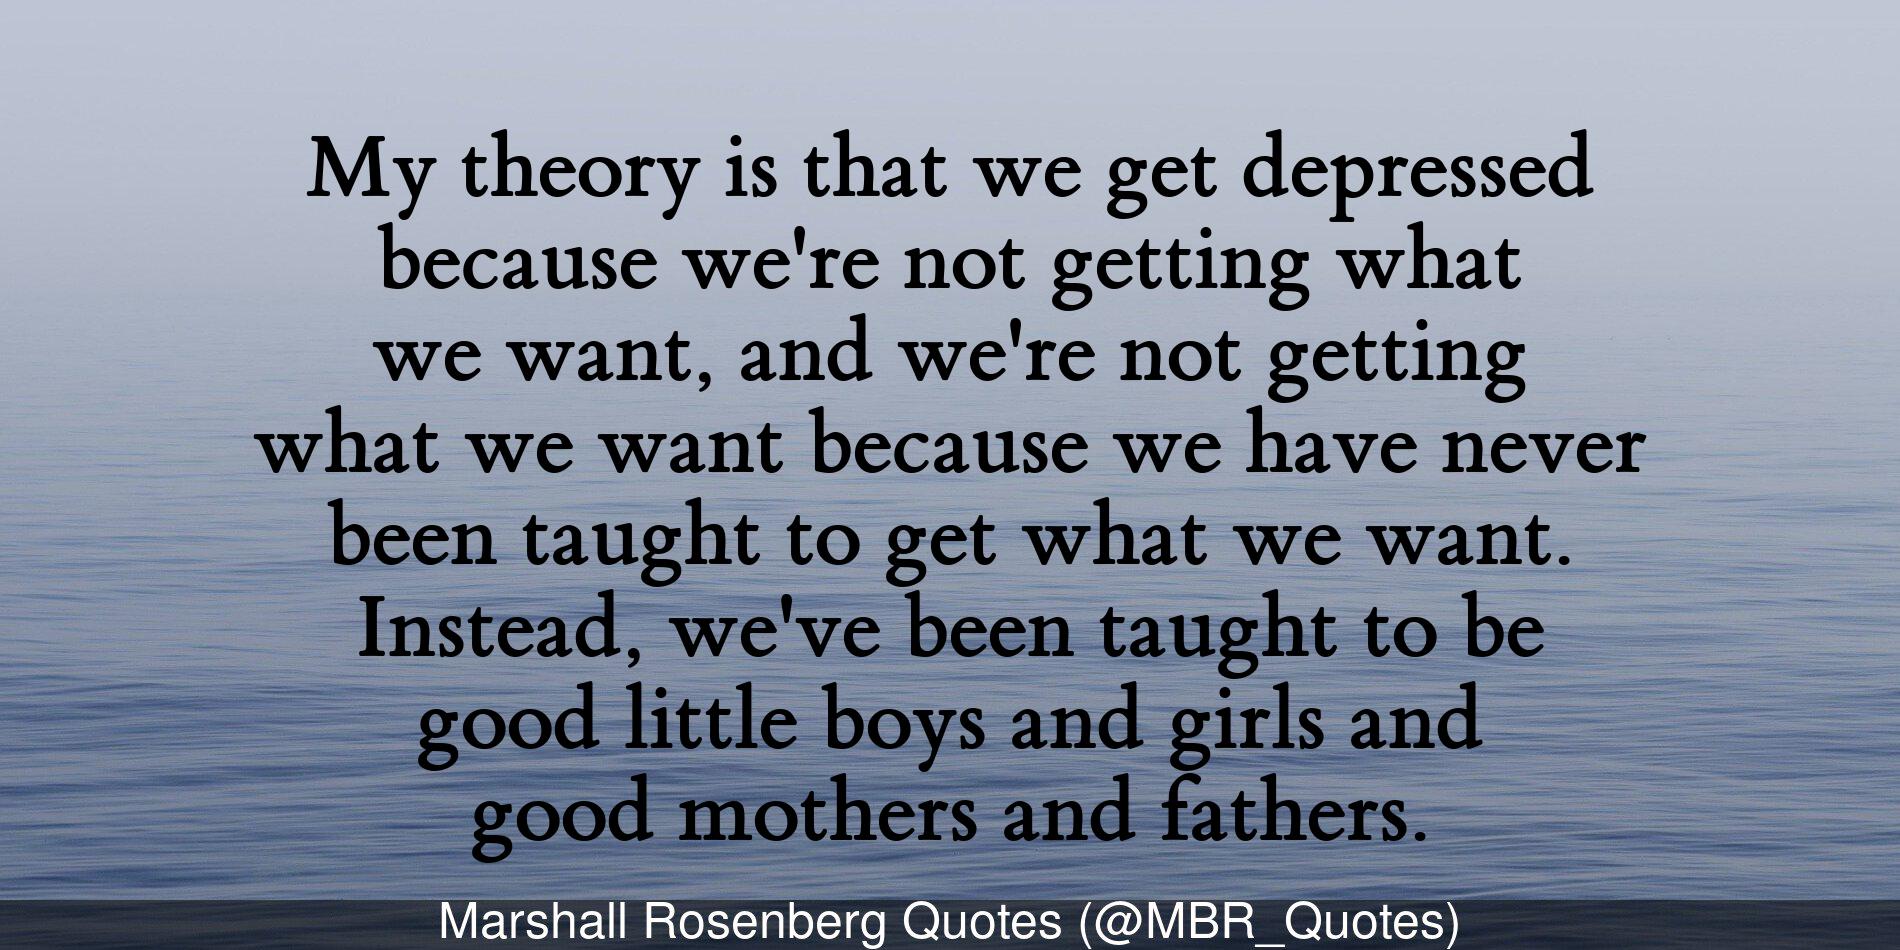 My theory is that we get depressed
because we're not getting what
we want, and we're not getting
what we want because we have never
been taught to get what we want.
Instead, we've been taught to be
good little boys and girls and
good mothers and fathers.
Marshall Rosenberg Quotes (@MBR_Quotes)